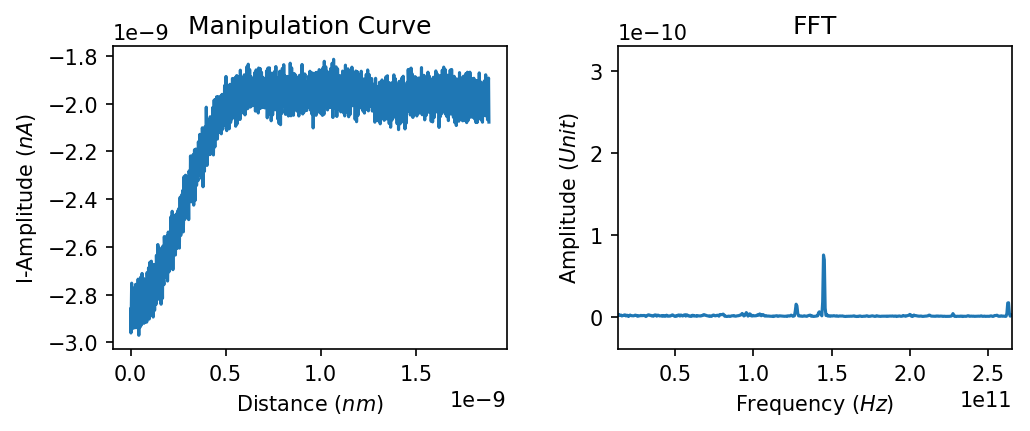 Manipulation Curve
1e−9
−1.8
−2.0
−2.2
−2.4
−2.6
−2.8
−3.0
I-Amplitude (nA)
0.0 0.5 1.0 1.5
1e−9
Distance (nm)
FFT
1e−10
3
2
1
0
Amplitude (Unit)
0.5 1.0 1.5 2.0 2.5
1e11
Frequency (Hz)